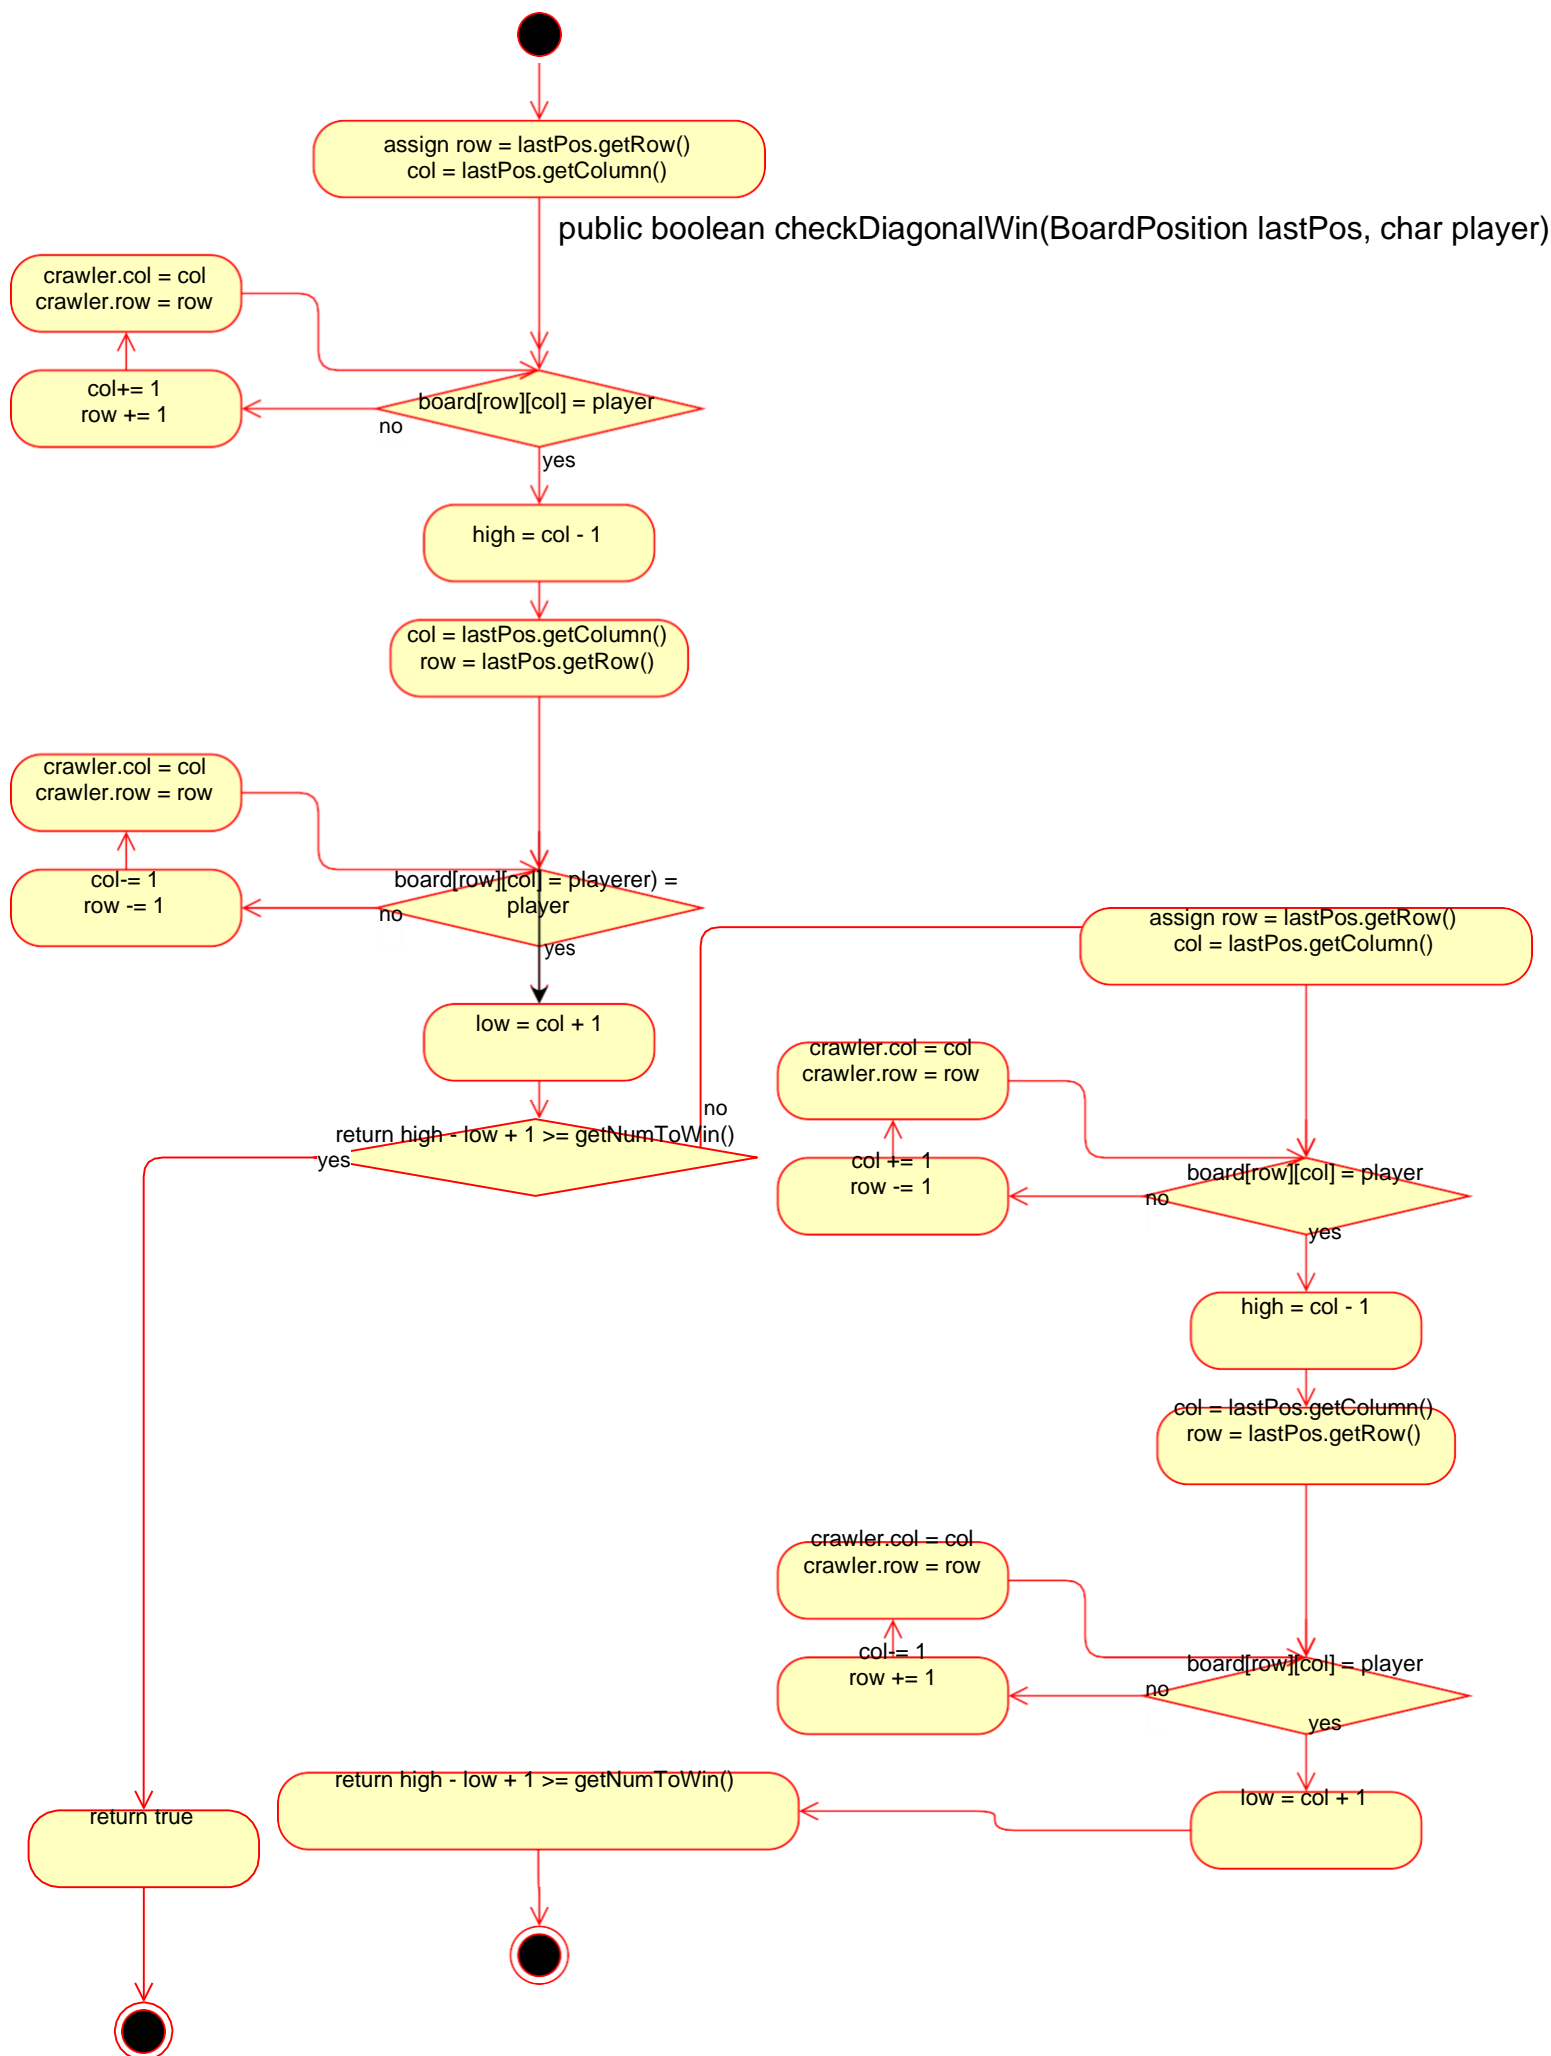 assign row = lastPos.getRow()
col = lastPos.getColumn()
public boolean checkDiagonalWin(BoardPosition lastPos, char player)
crawler.col = col
crawler.row = row
col+= 1
row += 1
board[row][col] = player
no
yes
high = col - 1
col = lastPos.getColumn()
row = lastPos.getRow()
crawler.col = col
crawler.row = row
col-= 1
row -= 1
board[row][col] = playerer) =
player
no
yes
low = col + 1
return high - low + 1 >= getNumToWin()
yes
no
assign row = lastPos.getRow()
col = lastPos.getColumn()
crawler.col = col
crawler.row = row
col += 1
row -= 1
board[row][col] = player
no
yes
high = col - 1
col = lastPos.getColumn()
row = lastPos.getRow()
crawler.col = col
crawler.row = row
col-= 1
row += 1
board[row][col] = player
no
yes
low = col + 1
return high - low + 1 >= getNumToWin()
return true